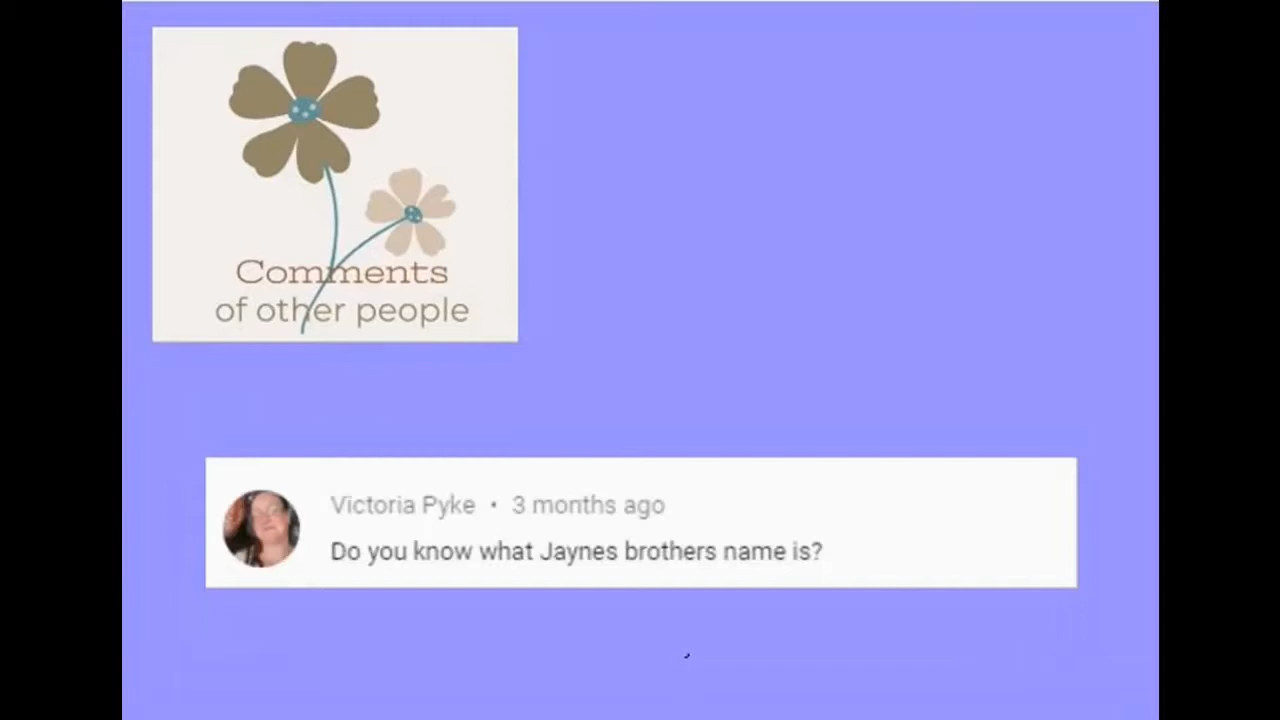 Comments
of other people
Victoria Pyke • 3 months ago
Do you know what Jaynes brothers name is?